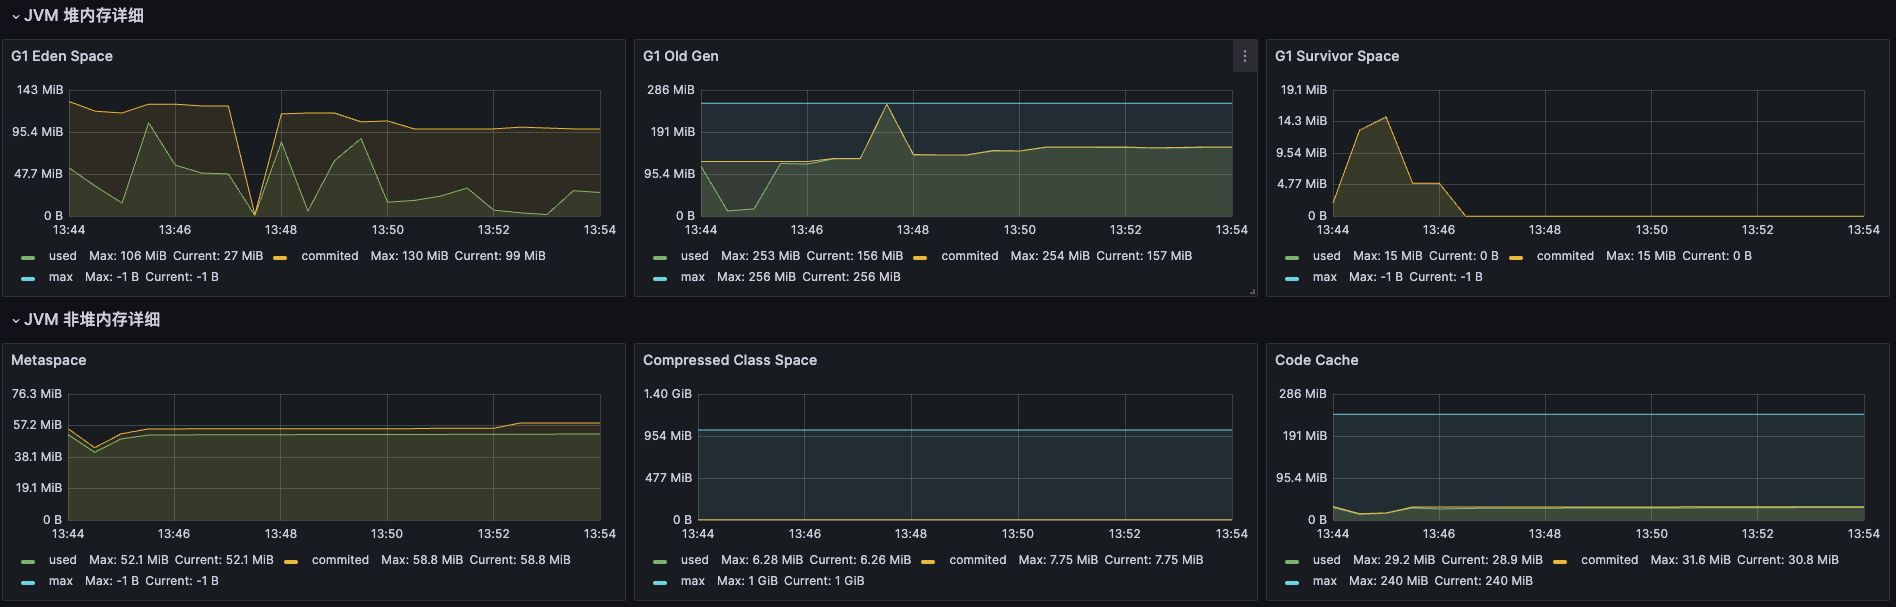 JVM 堆内存详细
G1 Eden Space
143 MiB
95.4 MiB
47.7 MiB
0 B
13:44 13:46 13:48 13:50 13:52 13:54
used Max: 106 MiB Current: 27 MiB commited Max: 130 MiB Current: 99 MiB
max Max: -1 B Current: -1 B
G1 Old Gen
286 MiB
191 MiB
95.4 MiB
0 B
13:44 13:46 13:48 13:50 13:52 13:54
used Max: 253 MiB Current: 156 MiB commited Max: 254 MiB Current: 157 MiB
max Max: 256 MiB Current: 256 MiB
G1 Survivor Space
19.1 MiB
14.3 MiB
9.54 MiB
4.77 MiB
0 B
13:44 13:46 13:48 13:50 13:52 13:54
used Max: 15 MiB Current: 0 B commited Max: 15 MiB Current: 0 B
max Max: -1 B Current: -1 B
JVM 非堆内存详细
Metaspace
76.3 MiB
57.2 MiB
38.1 MiB
19.1 MiB
0 B
13:44 13:46 13:48 13:50 13:52 13:54
used Max: 52.1 MiB Current: 52.1 MiB commited Max: 58.8 MiB Current: 58.8 MiB
max Max: -1 B Current: -1 B
Compressed Class Space
1.40 GiB
954 MiB
477 MiB
0 B
13:44 13:46 13:48 13:50 13:52 13:54
used Max: 6.28 MiB Current: 6.26 MiB commited Max: 7.75 MiB Current: 7.75 MiB
max Max: 1 GiB Current: 1 GiB
Code Cache
286 MiB
191 MiB
95.4 MiB
0 B
13:44 13:46 13:48 13:50 13:52 13:54
used Max: 29.2 MiB Current: 28.9 MiB commited Max: 31.6 MiB Current: 30.8 MiB
max Max: 240 MiB Current: 240 MiB